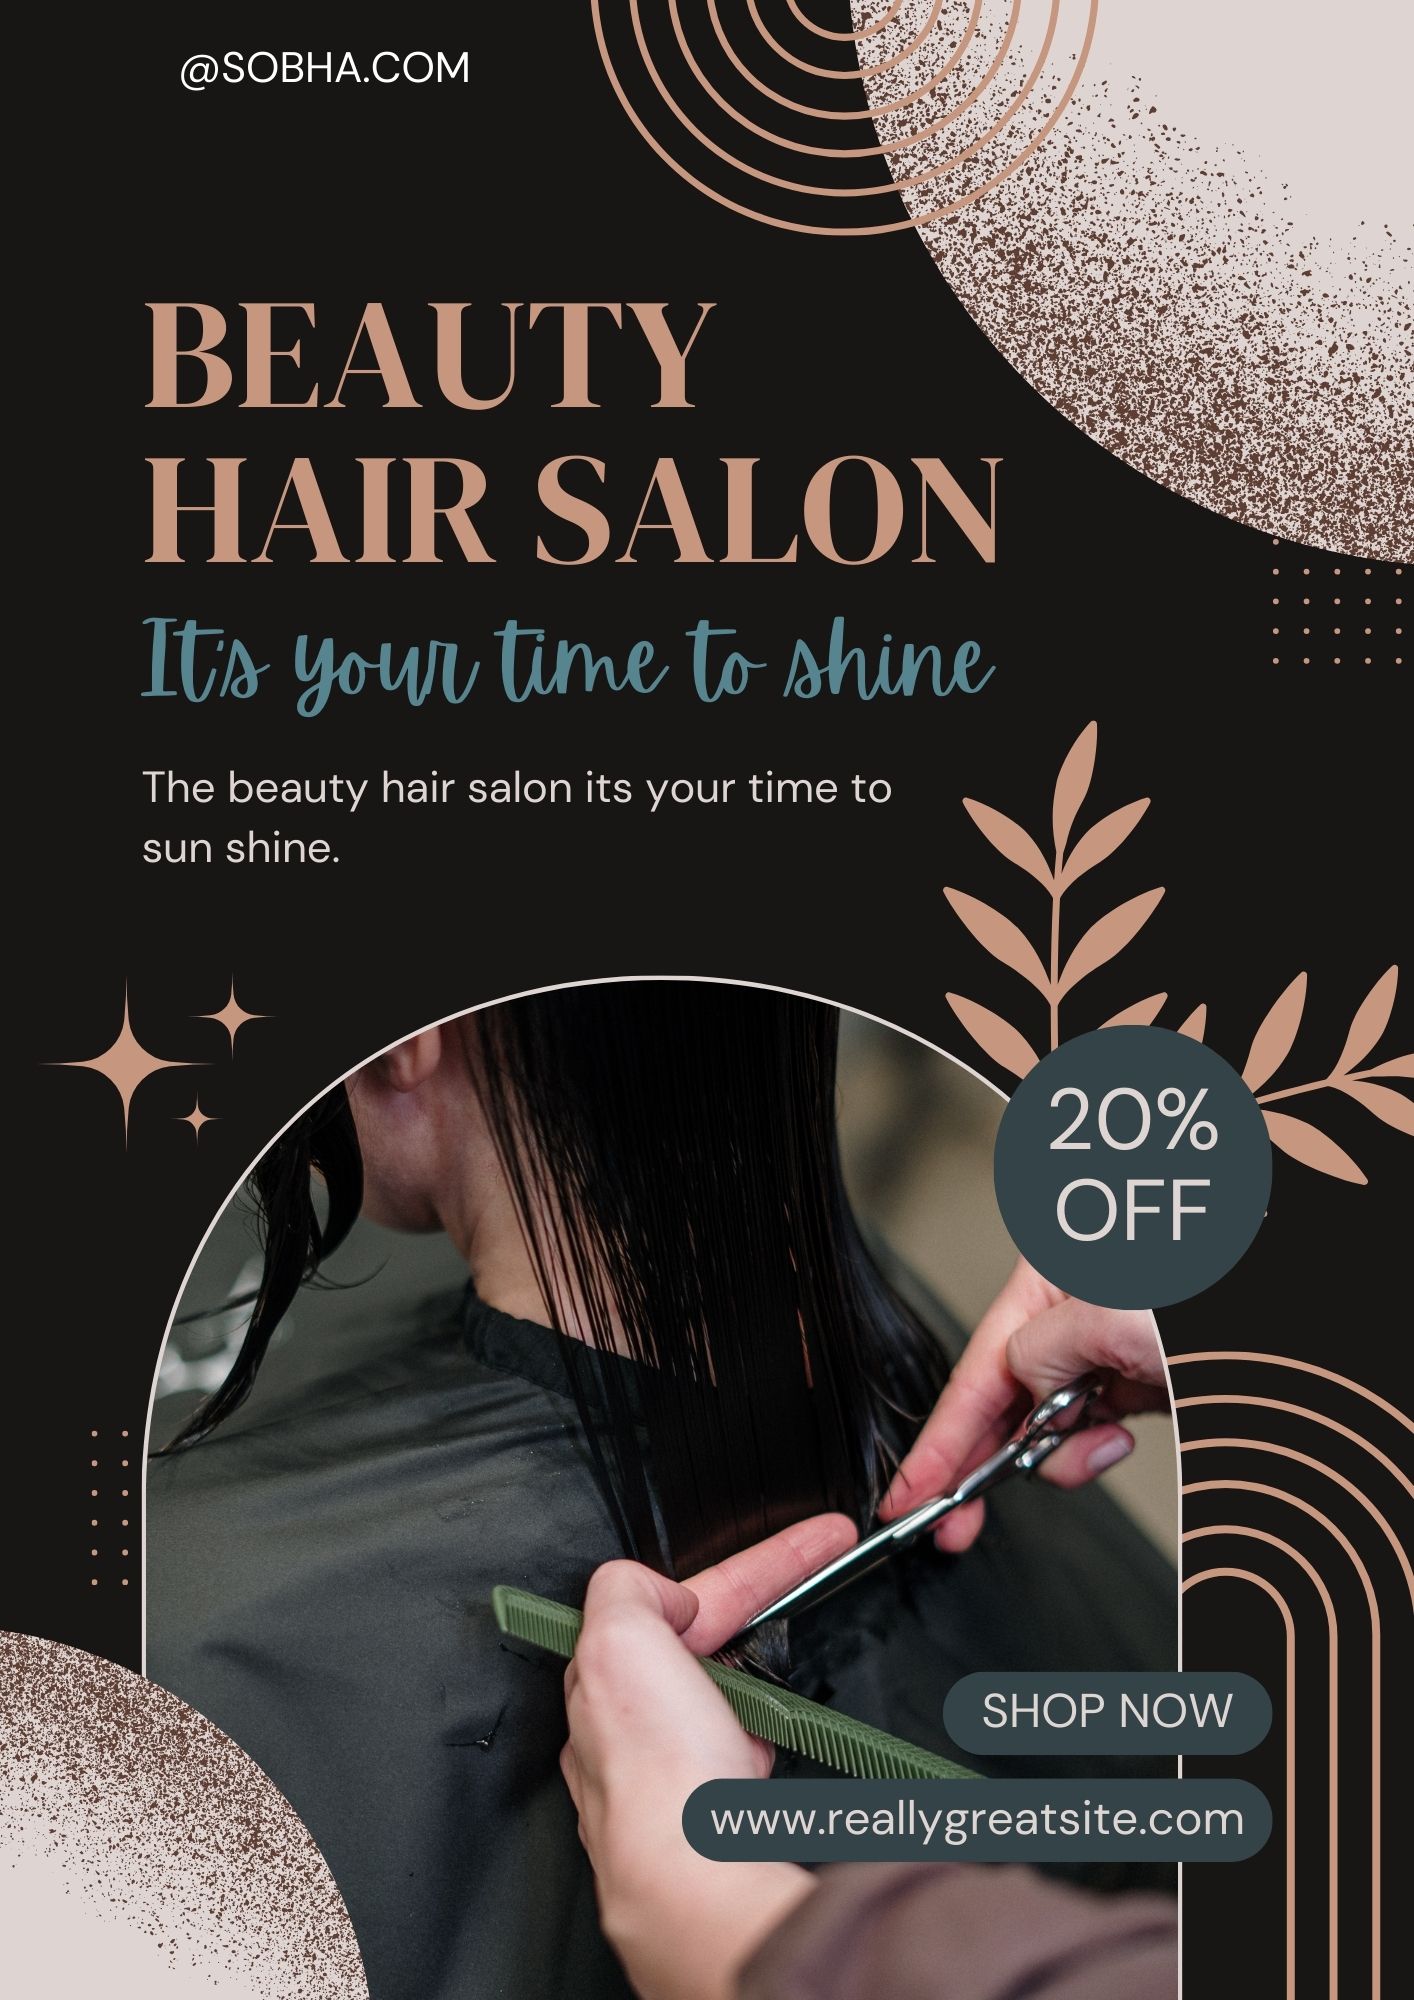 @SOBHA.COM
BEAUTY
HAIR SALON
It's your time to shine
The beauty hair salon its your time to
sun shine.
20%
OFF
SHOP NOW
www.reallygreatsite.com